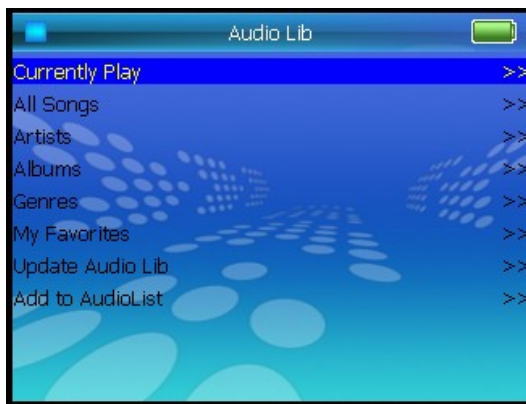 Audio Lib
Currently Play >>
All Songs >>
Artists >>
Albums >>
Genres >>
My Favorites >>
Update Audio Lib >>
Add to AudioList >>